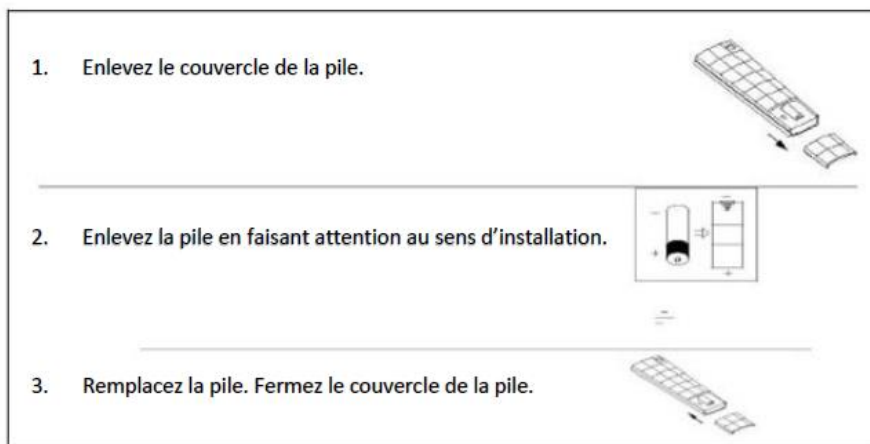 1. Enlevez le couvercle de la pile.
2. Enlevez la pile en faisant attention au sens d’installation.
3. Remplacez la pile. Fermez le couvercle de la pile.